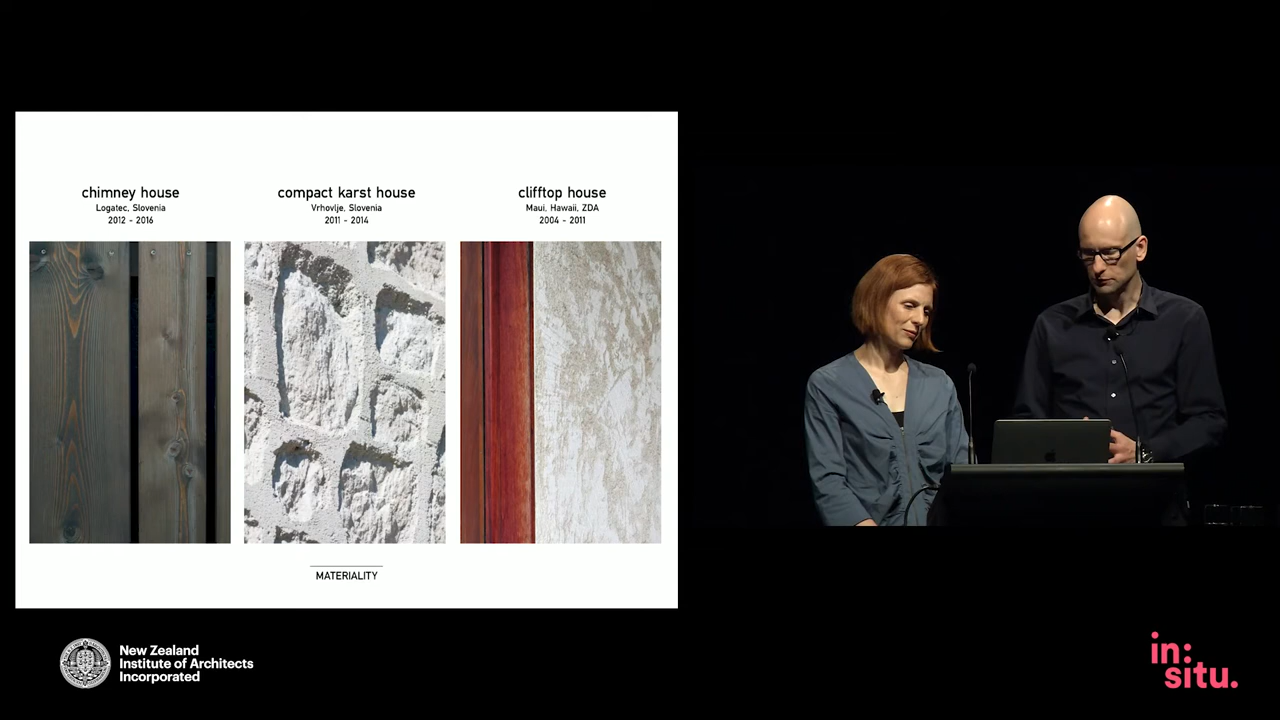 chimney house
Logatec, Slovenia
2012 - 2016
compact karst house
Vrhovlje, Slovenia
2011 - 2014
clifftop house
Maui, Hawaii, ZDA
2004 - 2011
MATERIALITY
New Zealand
Institute of Architects
Incorporated
in:
situ.